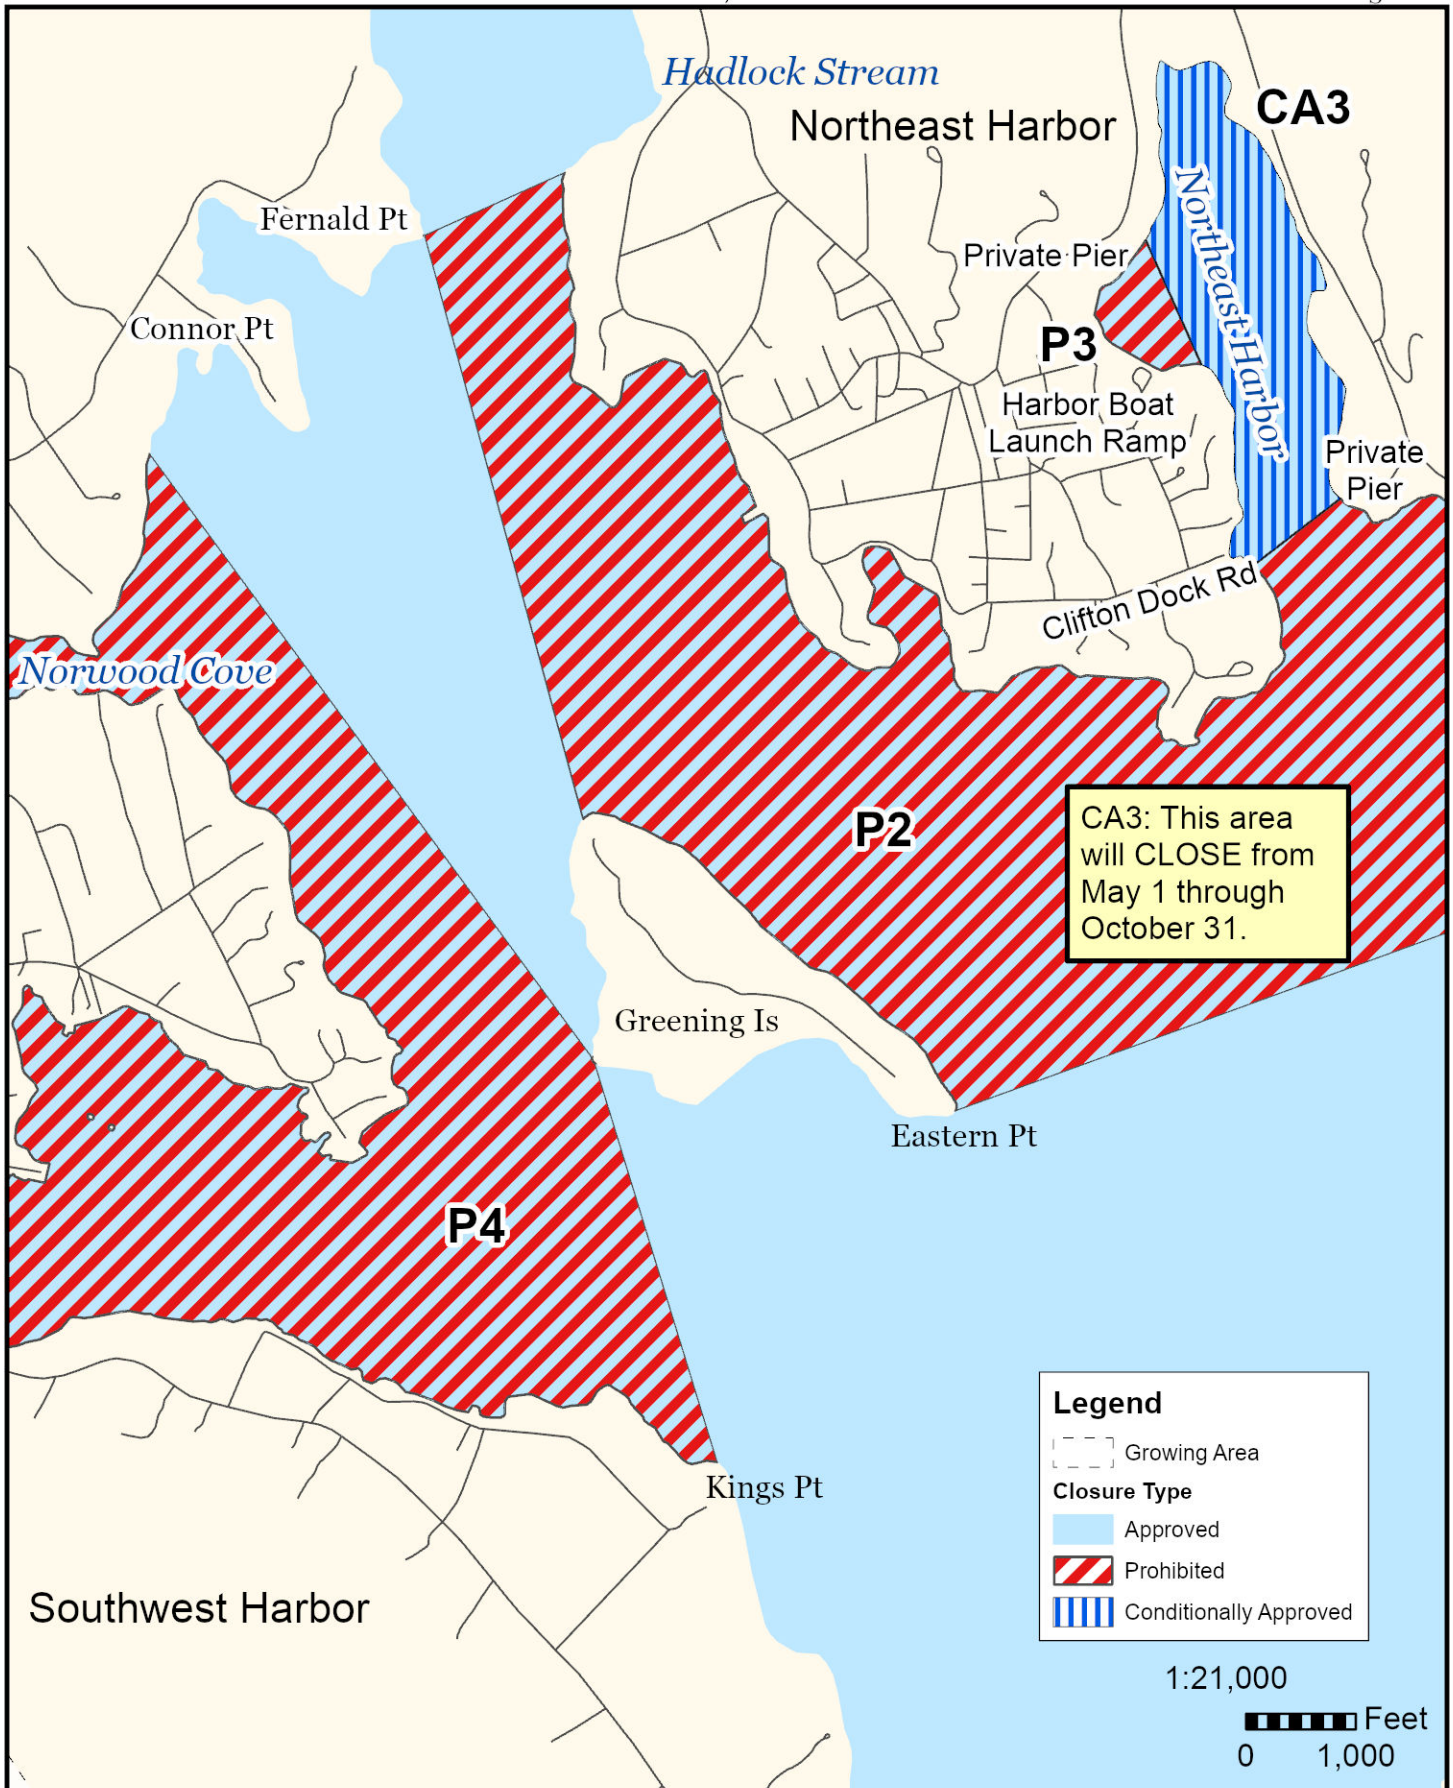 Hadlock Stream
Northeast Harbor
CA3
Fernald Pt
Northeast Harbor
Private Pier
Connor Pt
P3
Harbor Boat
Launch Ramp
Private
Pier
Clifton Dock Rd
Norwood Cove
P2
CA3: This area
will CLOSE from
May 1 through
October 31.
Greening Is
Eastern Pt
P4
Kings Pt
Southwest Harbor
Legend
Growing Area
Closure Type
Approved
Prohibited
Conditionally Approved
1:21,000
Feet
0 1,000